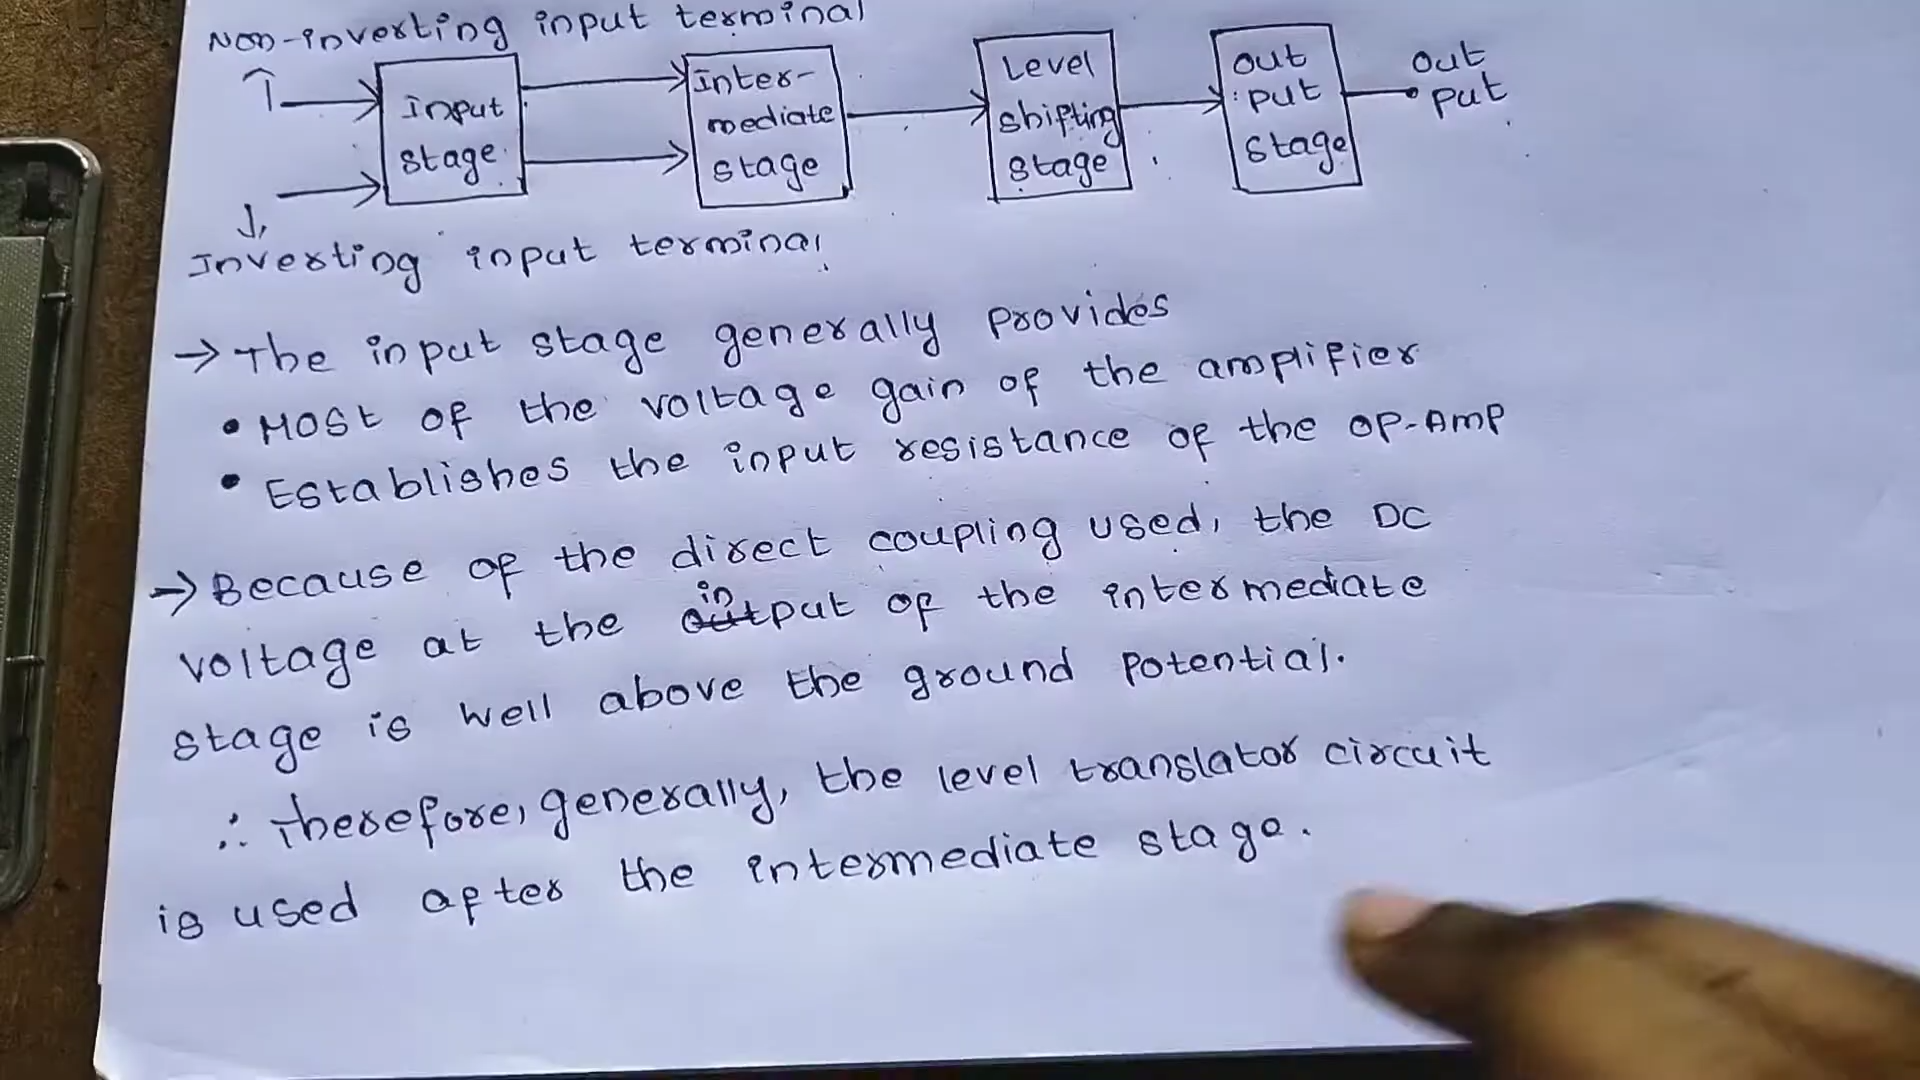 Non-inverting input terminal
Input
stage
Inter-
mediate
stage
Level
shifting
stage
out
put
stage
out
put
Inverting input terminal
→ The input stage generally provides
• Most of the voltage gain of the amplifier
• Establishes the input resistance of the OP-AMP
→ Because of the direct coupling used, the DC
voltage at the input of the intermediate
stage is well above the ground potential.
∴ Therefore, generally, the level translator circuit
is used after the intermediate stage.